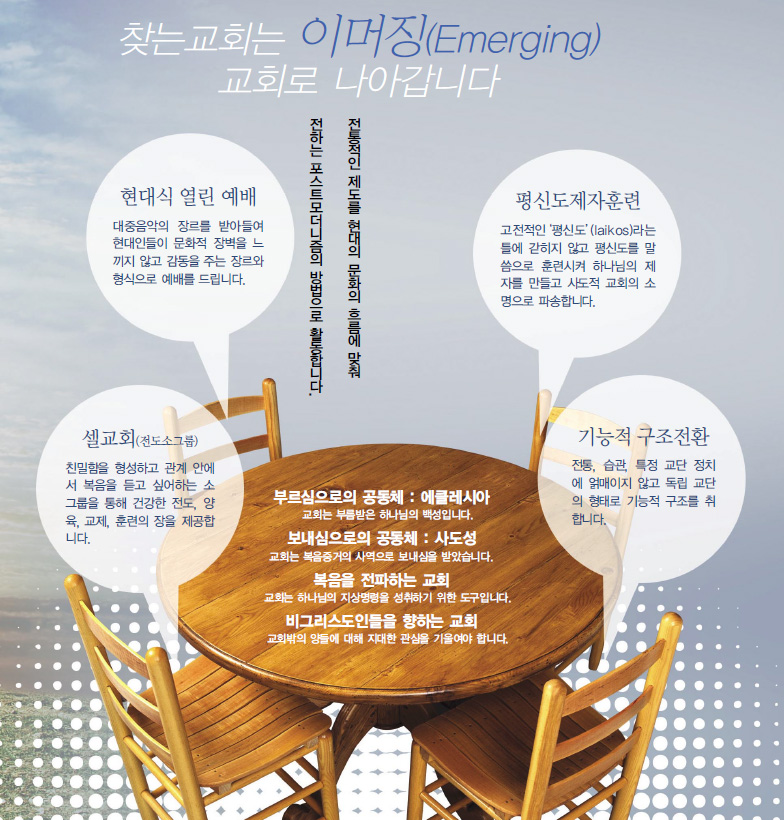 찾는교회는 이머징(Emerging)
교회로 나아갑니다
전통적인 제도를 현대의 문화의 흐름에 맞춰
전하는 포스트모더니즘의 방법으로 활동합니다.
현대식 열린 예배
대중음악의 장르를 받아들여
현대인들이 문화적 장벽을 느
끼지 않고 감동을 주는 장르와
형식으로 예배를 드립니다.
평신도제자훈련
고전적인 '평신도'(laikos)라는
틀에 갇히지 않고 평신도를 말
씀으로 훈련시켜 하나님의 제
자를 만들고 사도적 교회의 소
명으로 파송합니다.
셀교회(전도소그룹)
친밀함을 형성하고 관계 안에
서 복음을 듣고 싶어하는 소
그룹을 통해 건강한 전도, 양
육, 교제, 훈련의 장을 제공합
니다.
기능적 구조전환
전통, 습관, 특정 교단 정치
에 얽매이지 않고 독립 교단
의 형태로 기능적 구조를 취
합니다.
부르심으로의 공동체 : 에클레시아
교회는 부름받은 하나님의 백성입니다.
보내심으로의 공동체 : 사도성
교회는 복음증거의 사역으로 보내심을 받았습니다.
복음을 전파하는 교회
교회는 하나님의 지상명령을 성취하기 위한 도구입니다.
비그리스도인들을 향하는 교회
교회밖의 양들에 대해 지대한 관심을 기울여야 합니다.